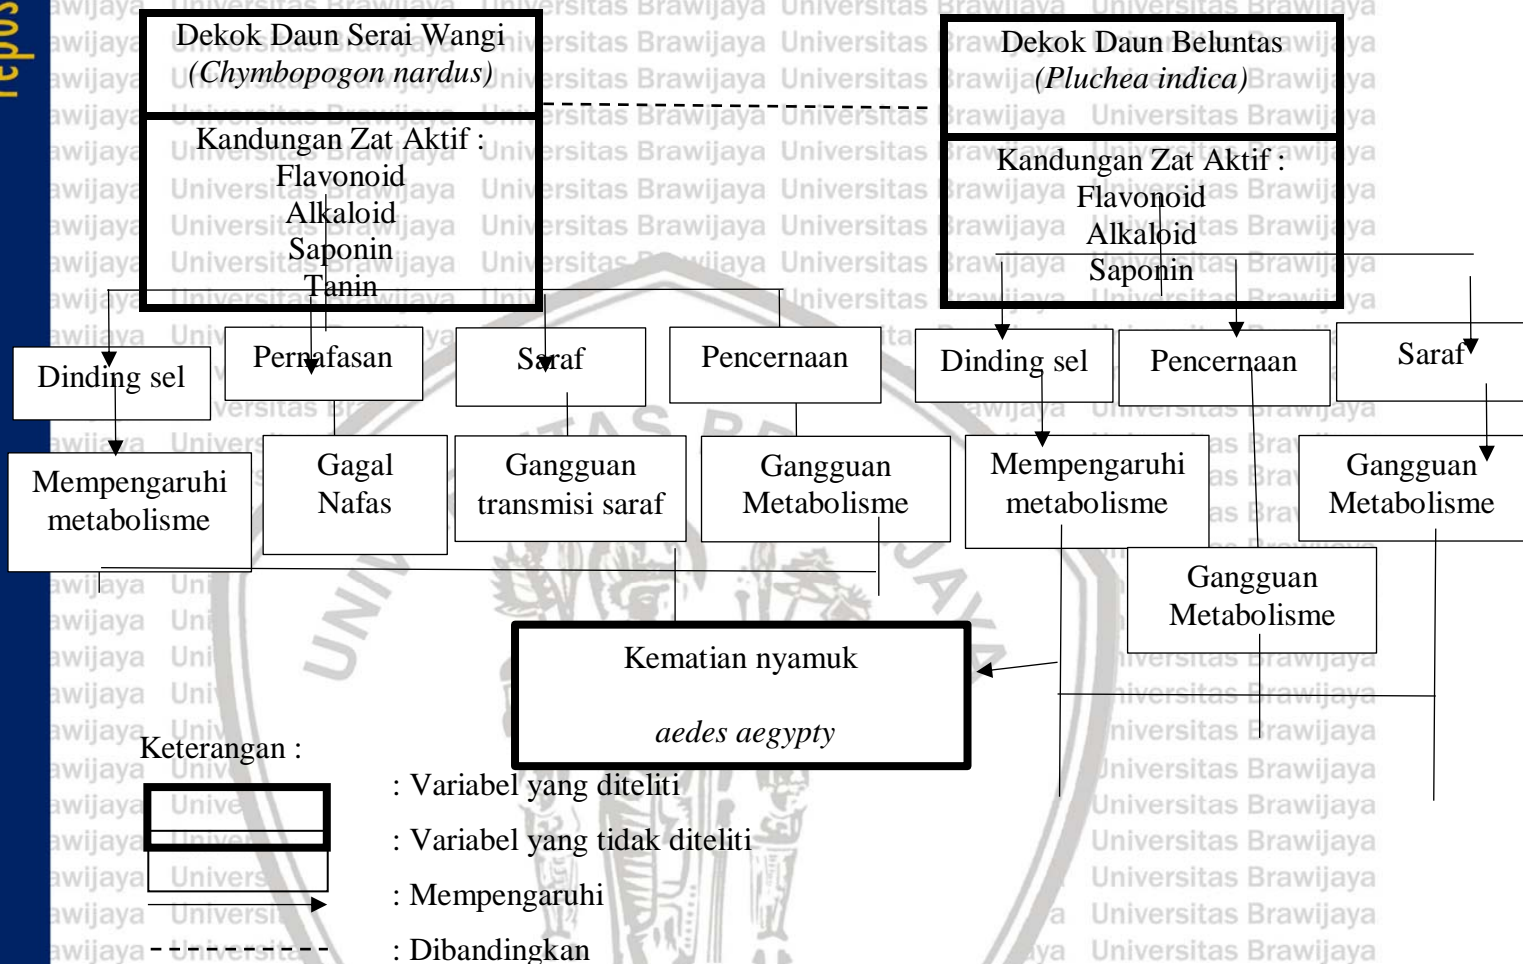 Dekok Daun Serai Wangi
(Chymbopogon nardus)
Kandungan Zat Aktif :
Flavonoid
Alkaloid
Saponin
Tanin
Dekok Daun Beluntas
(Pluchea indica)
Kandungan Zat Aktif :
Flavonoid
Alkaloid
Saponin
Dinding sel
Pernafasan
Saraf
Pencernaan
Dinding sel
Pencernaan
Saraf
Mempengaruhi
metabolisme
Gagal
Nafas
Gangguan
transmisi saraf
Gangguan
Metabolisme
Mempengaruhi
metabolisme
Gangguan
Metabolisme
Gangguan
Metabolisme
Kematian nyamuk
aedes aegypty
Keterangan :
: Variabel yang diteliti
: Variabel yang tidak diteliti
: Mempengaruhi
: Dibandingkan